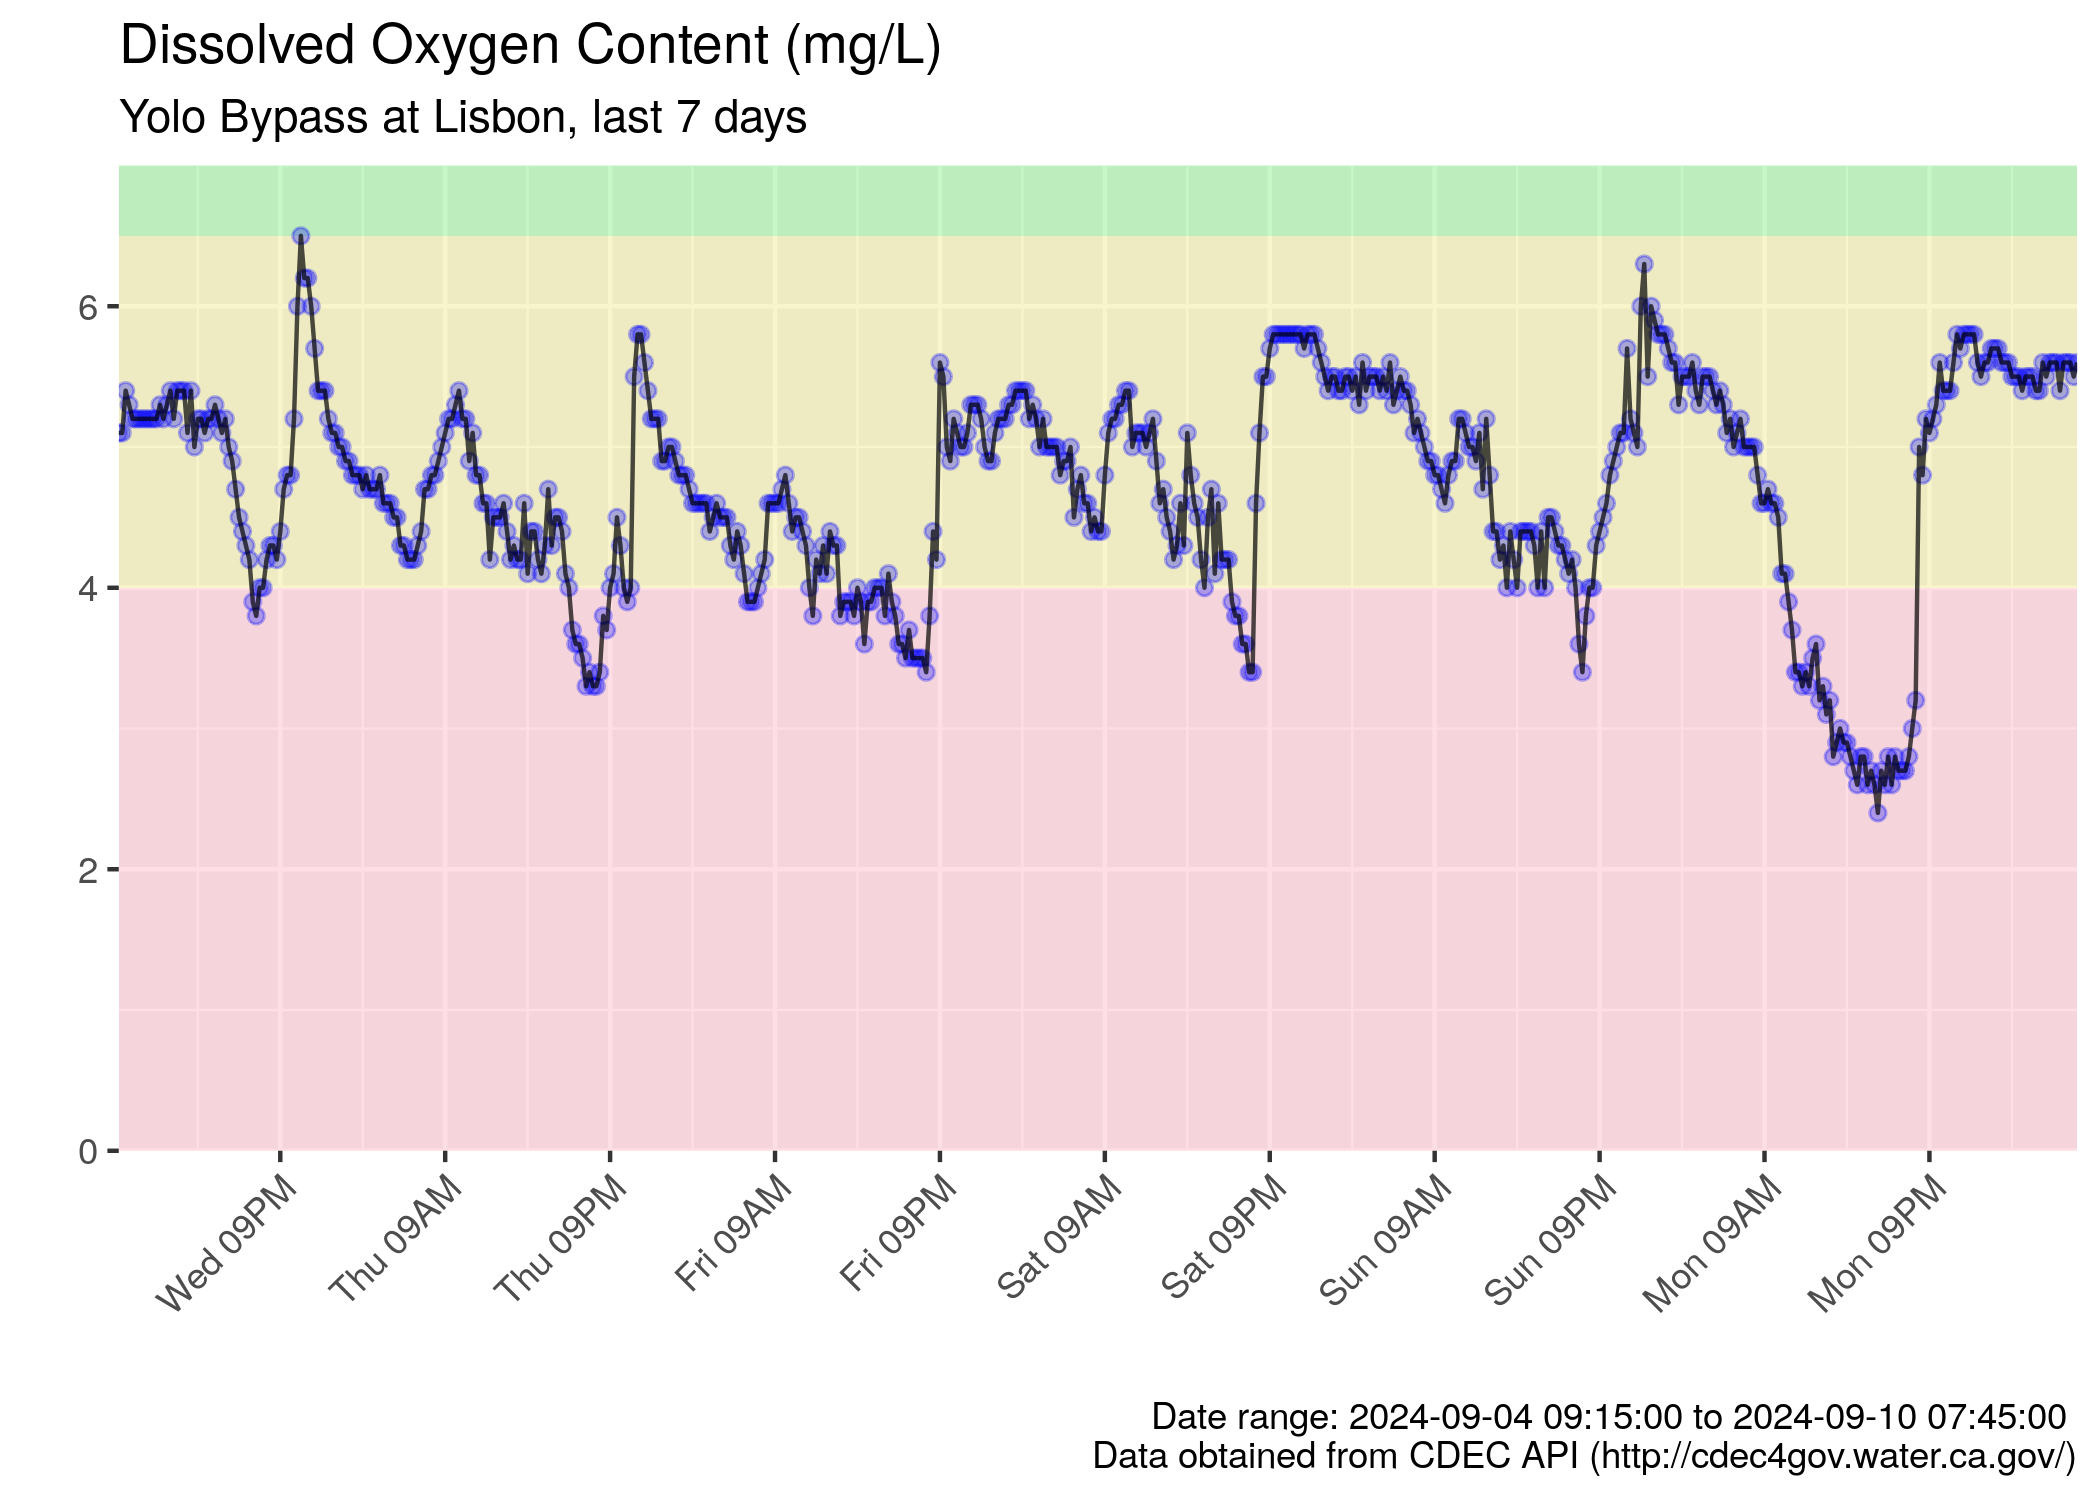 Dissolved Oxygen Content (mg/L)
Yolo Bypass at Lisbon, last 7 days
6
4
2
0
Wed 09PM
Thu 09AM
Thu 09PM
Fri 09AM
Fri 09PM
Sat 09AM
Sat 09PM
Sun 09AM
Sun 09PM
Mon 09AM
Mon 09PM
Date range: 2024-09-04 09:15:00 to 2024-09-10 07:45:00
Data obtained from CDEC API (http://cdec4gov.water.ca.gov/)